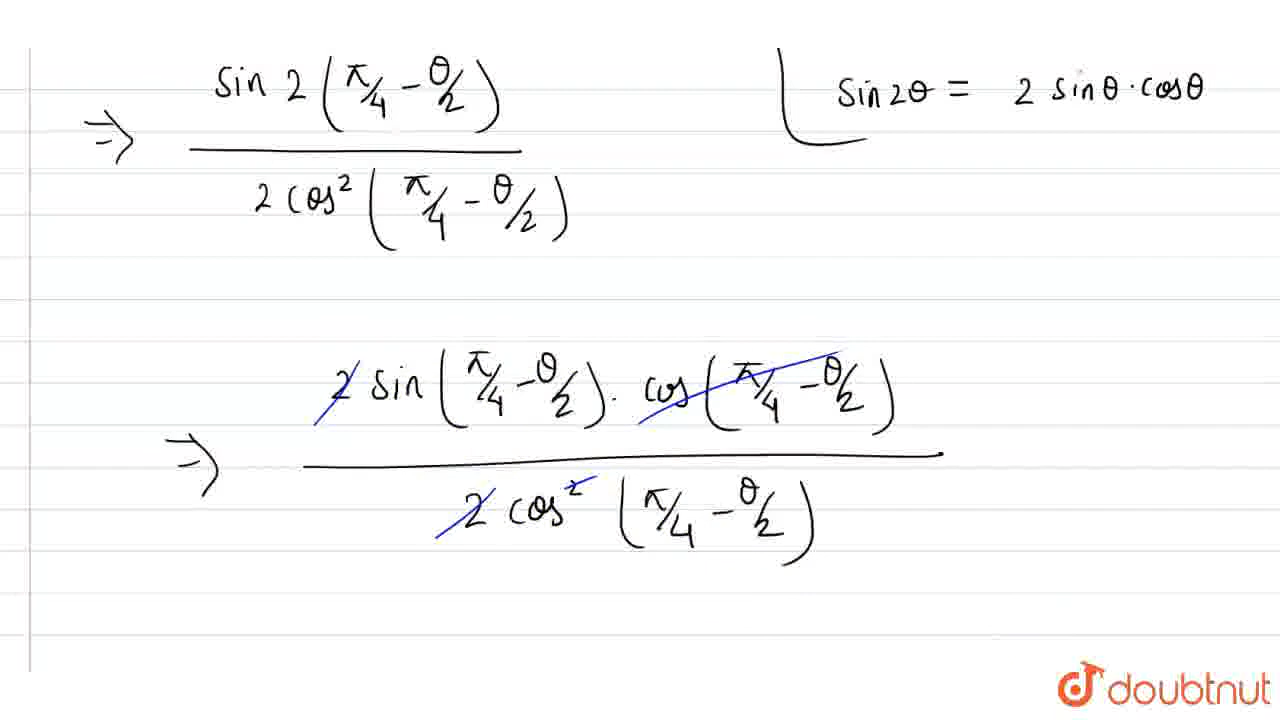 sin 2 (π/4 - θ/2)
sin 2θ = 2 sinθ · cosθ
⇒
2 cos² (π/4 - θ/2)
2 sin (π/4 - θ/2) . cos (π/4 - θ/2)
⇒
2 cos² (π/4 - θ/2)
doubtnut